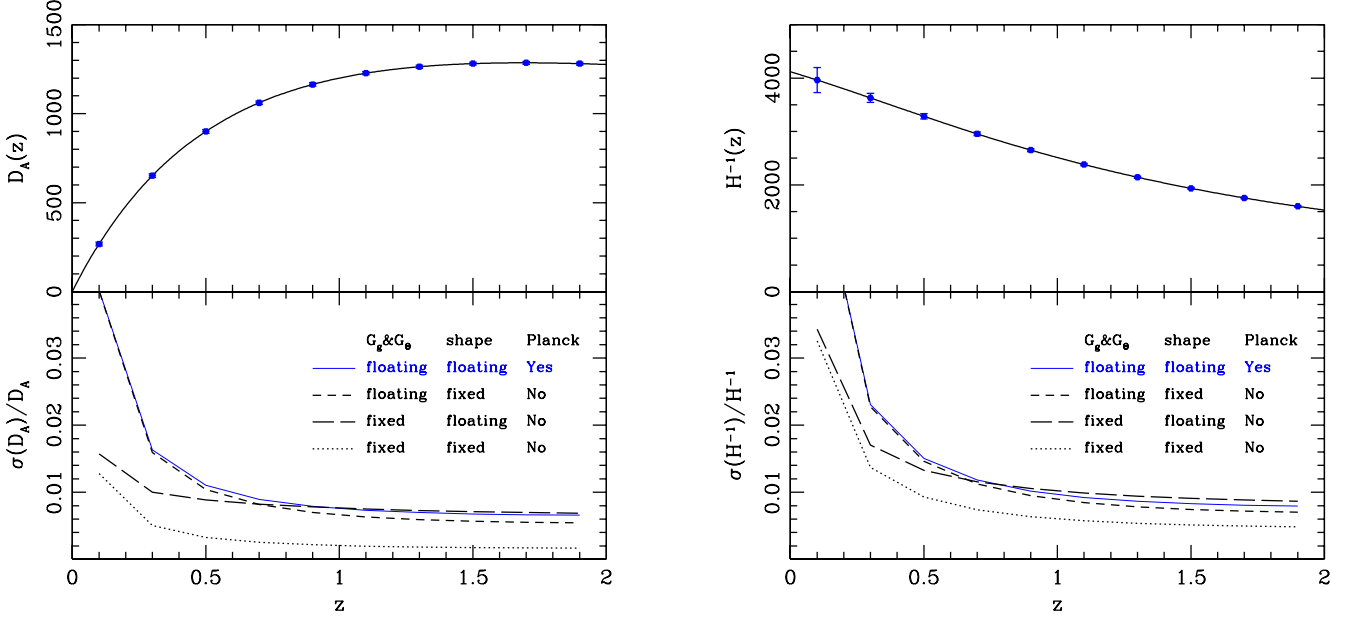 1500
1000
500
0
D_A(z)
G_g&G_θ shape Planck
floating floating Yes
floating fixed No
fixed floating No
fixed fixed No
0.03
0.02
0.01
σ(D_A)/D_A
0 0.5 1 1.5 2
z
4000
2000
0
H⁻¹(z)
G_g&G_θ shape Planck
floating floating Yes
floating fixed No
fixed floating No
fixed fixed No
0.03
0.02
0.01
σ(H⁻¹)/H⁻¹
0 0.5 1 1.5 2
z